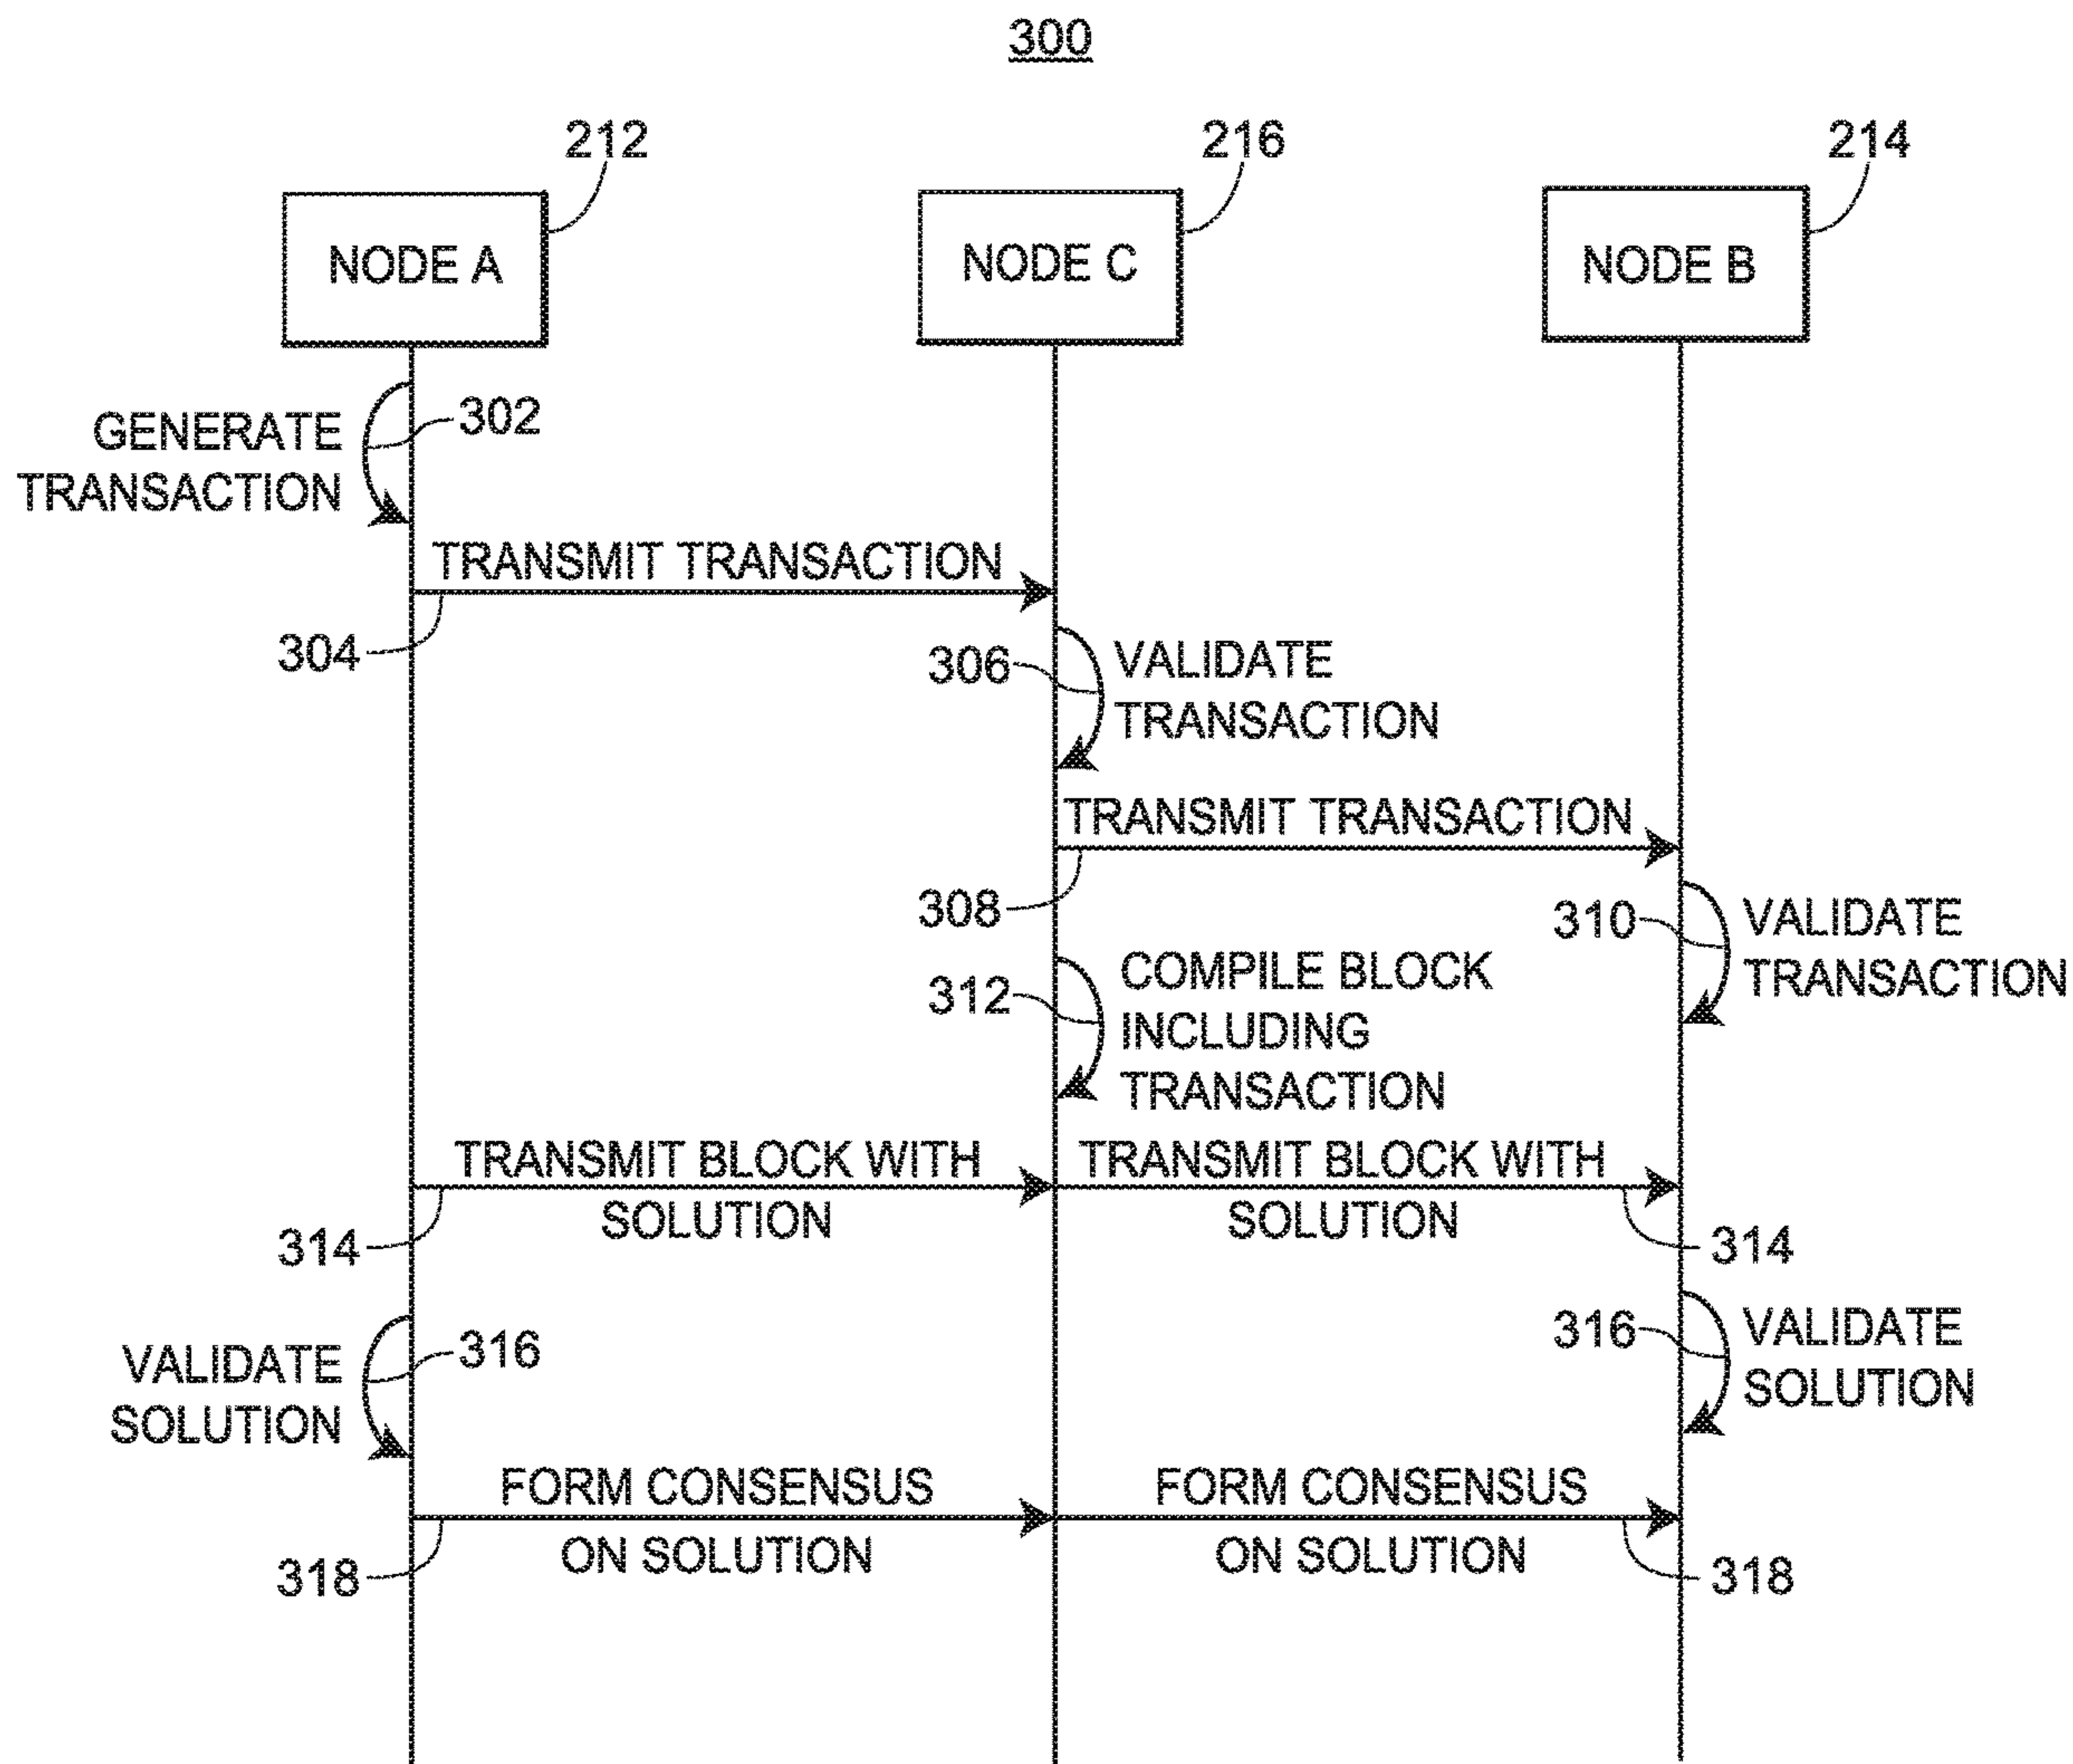 300
212
216
214
NODE A
NODE C
NODE B
GENERATE
TRANSACTION
302
TRANSMIT TRANSACTION
304
306
VALIDATE
TRANSACTION
TRANSMIT TRANSACTION
308
310
VALIDATE
TRANSACTION
312
COMPILE BLOCK
INCLUDING
TRANSACTION
TRANSMIT BLOCK WITH
SOLUTION
314
TRANSMIT BLOCK WITH
SOLUTION
314
VALIDATE
SOLUTION
316
316
VALIDATE
SOLUTION
FORM CONSENSUS
ON SOLUTION
318
FORM CONSENSUS
ON SOLUTION
318